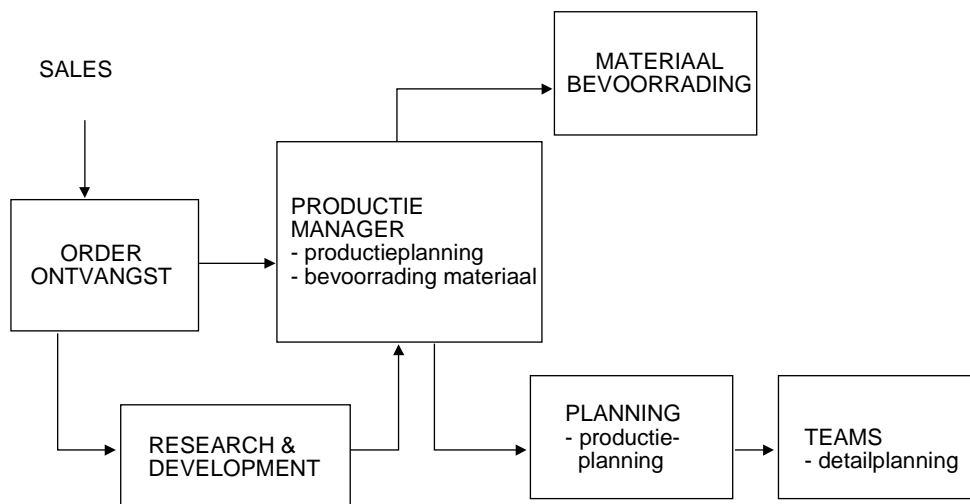 SALES
MATERIAAL
BEVOORRADING
ORDER
ONTVANGST
PRODUCTIE
MANAGER
- productieplanning
- bevoorrading materiaal
RESEARCH &
DEVELOPMENT
PLANNING
- productie-
planning
TEAMS
- detailplanning